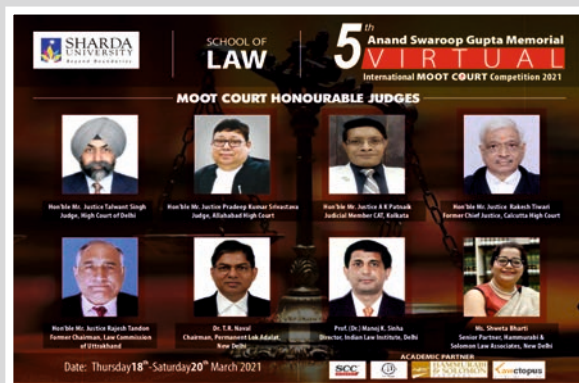 SHARDA
UNIVERSITY
Beyond Boundaries
SCHOOL OF
LAW
5th
Anand Swaroop Gupta Memorial
VIRTUAL
International MOOT COURT Competition 2021
MOOT COURT HONOURABLE JUDGES
Hon'ble Mr. Justice Talwant Singh
Judge, High Court of Delhi
Hon'ble Mr. Justice Pradeep Kumar Srivastava
Judge, Allahabad High Court
Hon'ble Mr. Justice A K Patnaik
Judicial Member CAT, Kolkata
Hon'ble Mr. Justice Rakesh Tiwari
Former Chief Justice, Calcutta High Court
Hon'ble Mr. Justice Rajesh Tandon
Former Chairman, Law Commission
of Uttrakhand
Dr. T.R. Naval
Chairman, Permanent Lok Adalat,
New Delhi
Prof. (Dr.) Manoj K. Sinha
Director, Indian Law Institute, Delhi
Ms. Shweta Bharti
Senior Partner, Hammurabi &
Solomon Law Associates, New Delhi
Date: Thursday18th-Saturday20th March 2021
ACADEMIC PARTNER
SCC
HAMMURABI
& SOLOMON
Lawctopus